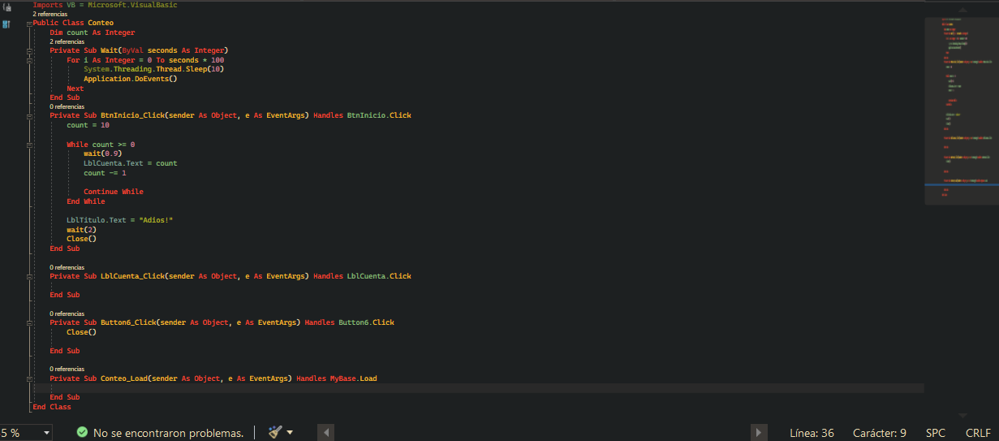 Imports VB = Microsoft.VisualBasic
2 referencias
Public Class Conteo
Dim count As Integer
2 referencias
Private Sub Wait(ByVal seconds As Integer)
For i As Integer = 0 To seconds * 100
System.Threading.Thread.Sleep(10)
Application.DoEvents()
Next
End Sub
0 referencias
Private Sub BtnInicio_Click(sender As Object, e As EventArgs) Handles BtnInicio.Click
count = 10
While count >= 0
wait(0.9)
LblCuenta.Text = count
count -= 1
Continue While
End While
LblTitulo.Text = "Adios!"
wait(2)
Close()
End Sub
0 referencias
Private Sub LblCuenta_Click(sender As Object, e As EventArgs) Handles LblCuenta.Click
End Sub
0 referencias
Private Sub Button6_Click(sender As Object, e As EventArgs) Handles Button6.Click
Close()
End Sub
0 referencias
Private Sub Conteo_Load(sender As Object, e As EventArgs) Handles MyBase.Load
End Sub
End Class
5 % No se encontraron problemas. Línea: 36 Carácter: 9 SPC CRLF